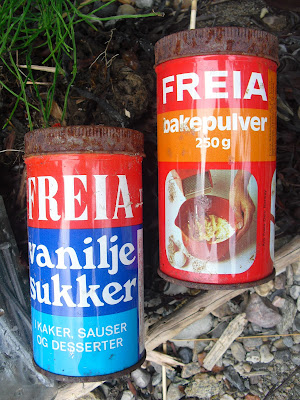 FREIA
bakepulver
250 g
FREIA
vanilje
sukker
I KAKER, SAUSER
OG DESSERTER